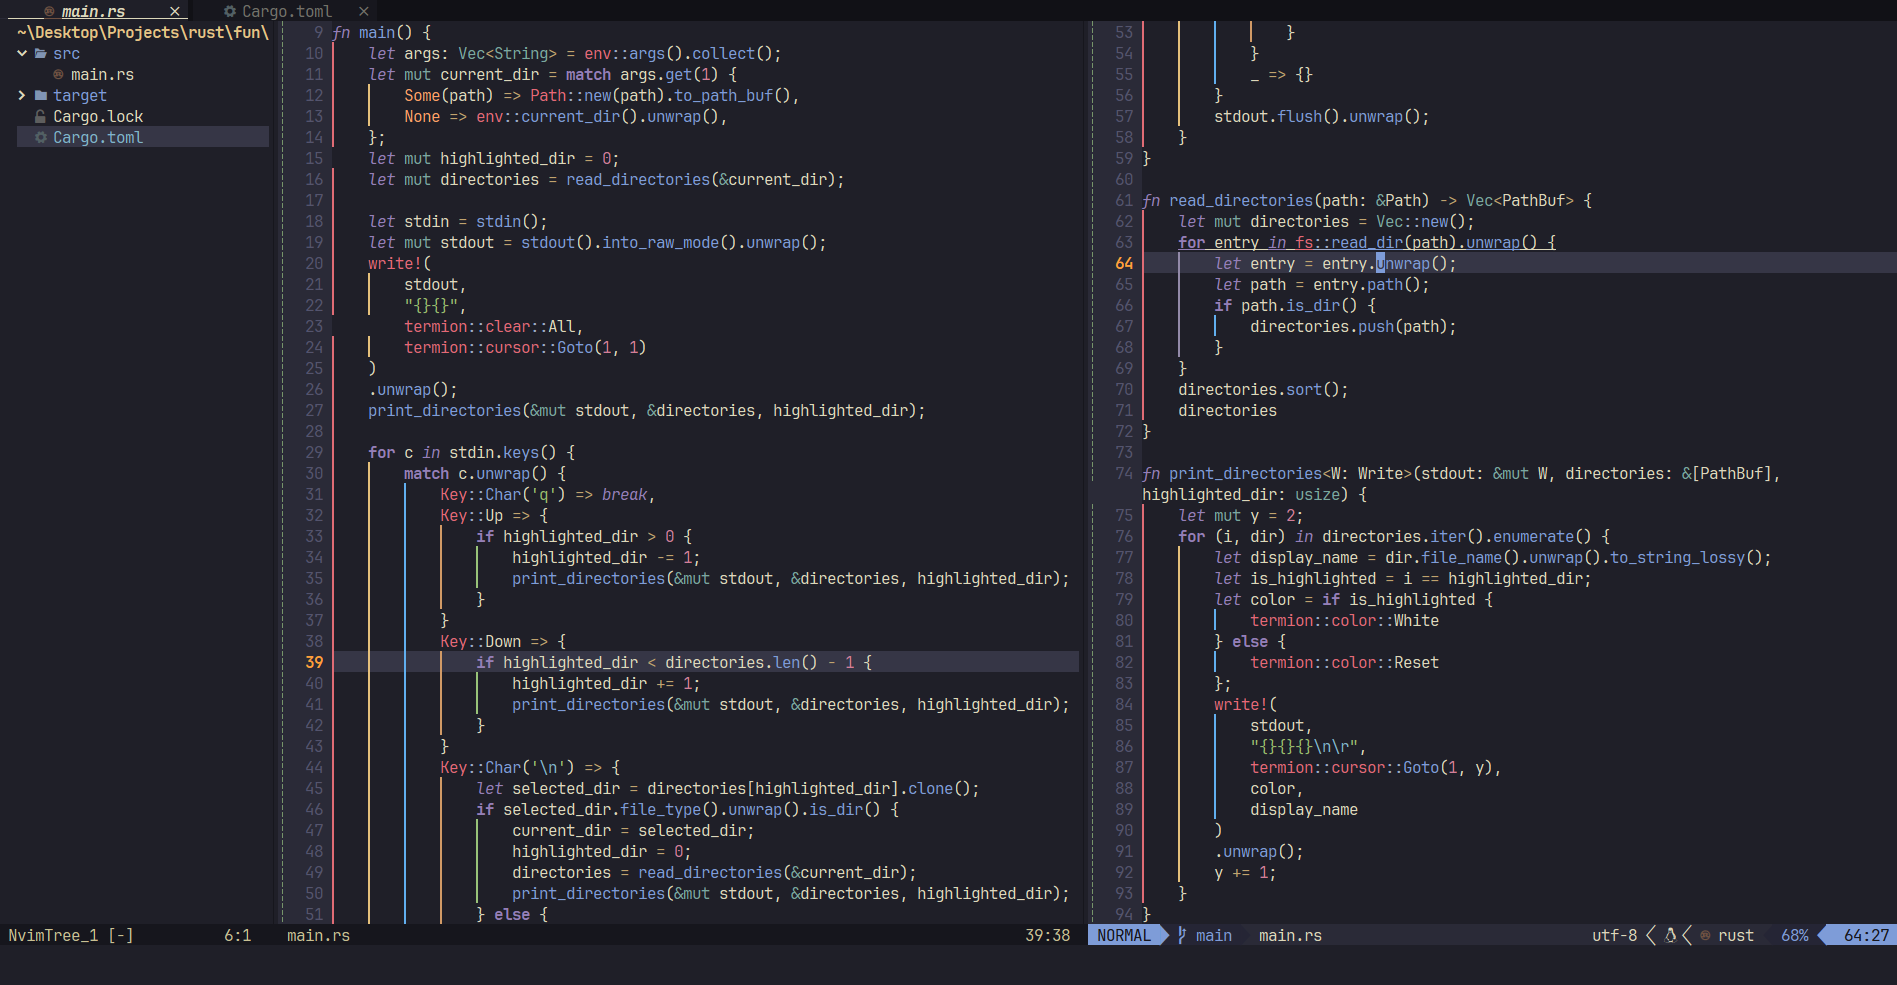 main.rs ×    Cargo.toml ×
~\Desktop\Projects\rust\fun\
src
main.rs
target
Cargo.lock
Cargo.toml
9 fn main() {
10     let args: Vec<String> = env::args().collect();
11     let mut current_dir = match args.get(1) {
12         Some(path) => Path::new(path).to_path_buf(),
13         None => env::current_dir().unwrap(),
14     };
15     let mut highlighted_dir = 0;
16     let mut directories = read_directories(&current_dir);
17
18     let stdin = stdin();
19     let mut stdout = stdout().into_raw_mode().unwrap();
20     write!(
21         stdout,
22         "{}{}",
23         termion::clear::All,
24         termion::cursor::Goto(1, 1)
25     )
26     .unwrap();
27     print_directories(&mut stdout, &directories, highlighted_dir);
28
29     for c in stdin.keys() {
30         match c.unwrap() {
31             Key::Char('q') => break,
32             Key::Up => {
33                 if highlighted_dir > 0 {
34                     highlighted_dir -= 1;
35                     print_directories(&mut stdout, &directories, highlighted_dir);
36                 }
37             }
38             Key::Down => {
39                 if highlighted_dir < directories.len() - 1 {
40                     highlighted_dir += 1;
41                     print_directories(&mut stdout, &directories, highlighted_dir);
42                 }
43             }
44             Key::Char('\n') => {
45                 let selected_dir = directories[highlighted_dir].clone();
46                 if selected_dir.file_type().unwrap().is_dir() {
47                     current_dir = selected_dir;
48                     highlighted_dir = 0;
49                     directories = read_directories(&current_dir);
50                     print_directories(&mut stdout, &directories, highlighted_dir);
51                 } else {
53                 }
54             }
55             _ => {}
56         }
57         stdout.flush().unwrap();
58     }
59 }
60
61 fn read_directories(path: &Path) -> Vec<PathBuf> {
62     let mut directories = Vec::new();
63     for entry in fs::read_dir(path).unwrap() {
64         let entry = entry.unwrap();
65         let path = entry.path();
66         if path.is_dir() {
67             directories.push(path);
68         }
69     }
70     directories.sort();
71     directories
72 }
73
74 fn print_directories<W: Write>(stdout: &mut W, directories: &[PathBuf],
highlighted_dir: usize) {
75     let mut y = 2;
76     for (i, dir) in directories.iter().enumerate() {
77         let display_name = dir.file_name().unwrap().to_string_lossy();
78         let is_highlighted = i == highlighted_dir;
79         let color = if is_highlighted {
80             termion::color::White
81         } else {
82             termion::color::Reset
83         };
84         write!(
85             stdout,
86             "{}{}{}\n\r",
87             termion::cursor::Goto(1, y),
88             color,
89             display_name
90         )
91         .unwrap();
92         y += 1;
93     }
94 }
NvimTree_1 [-] 6:1 main.rs 39:38 NORMAL main main.rs utf-8 rust 68% 64:27